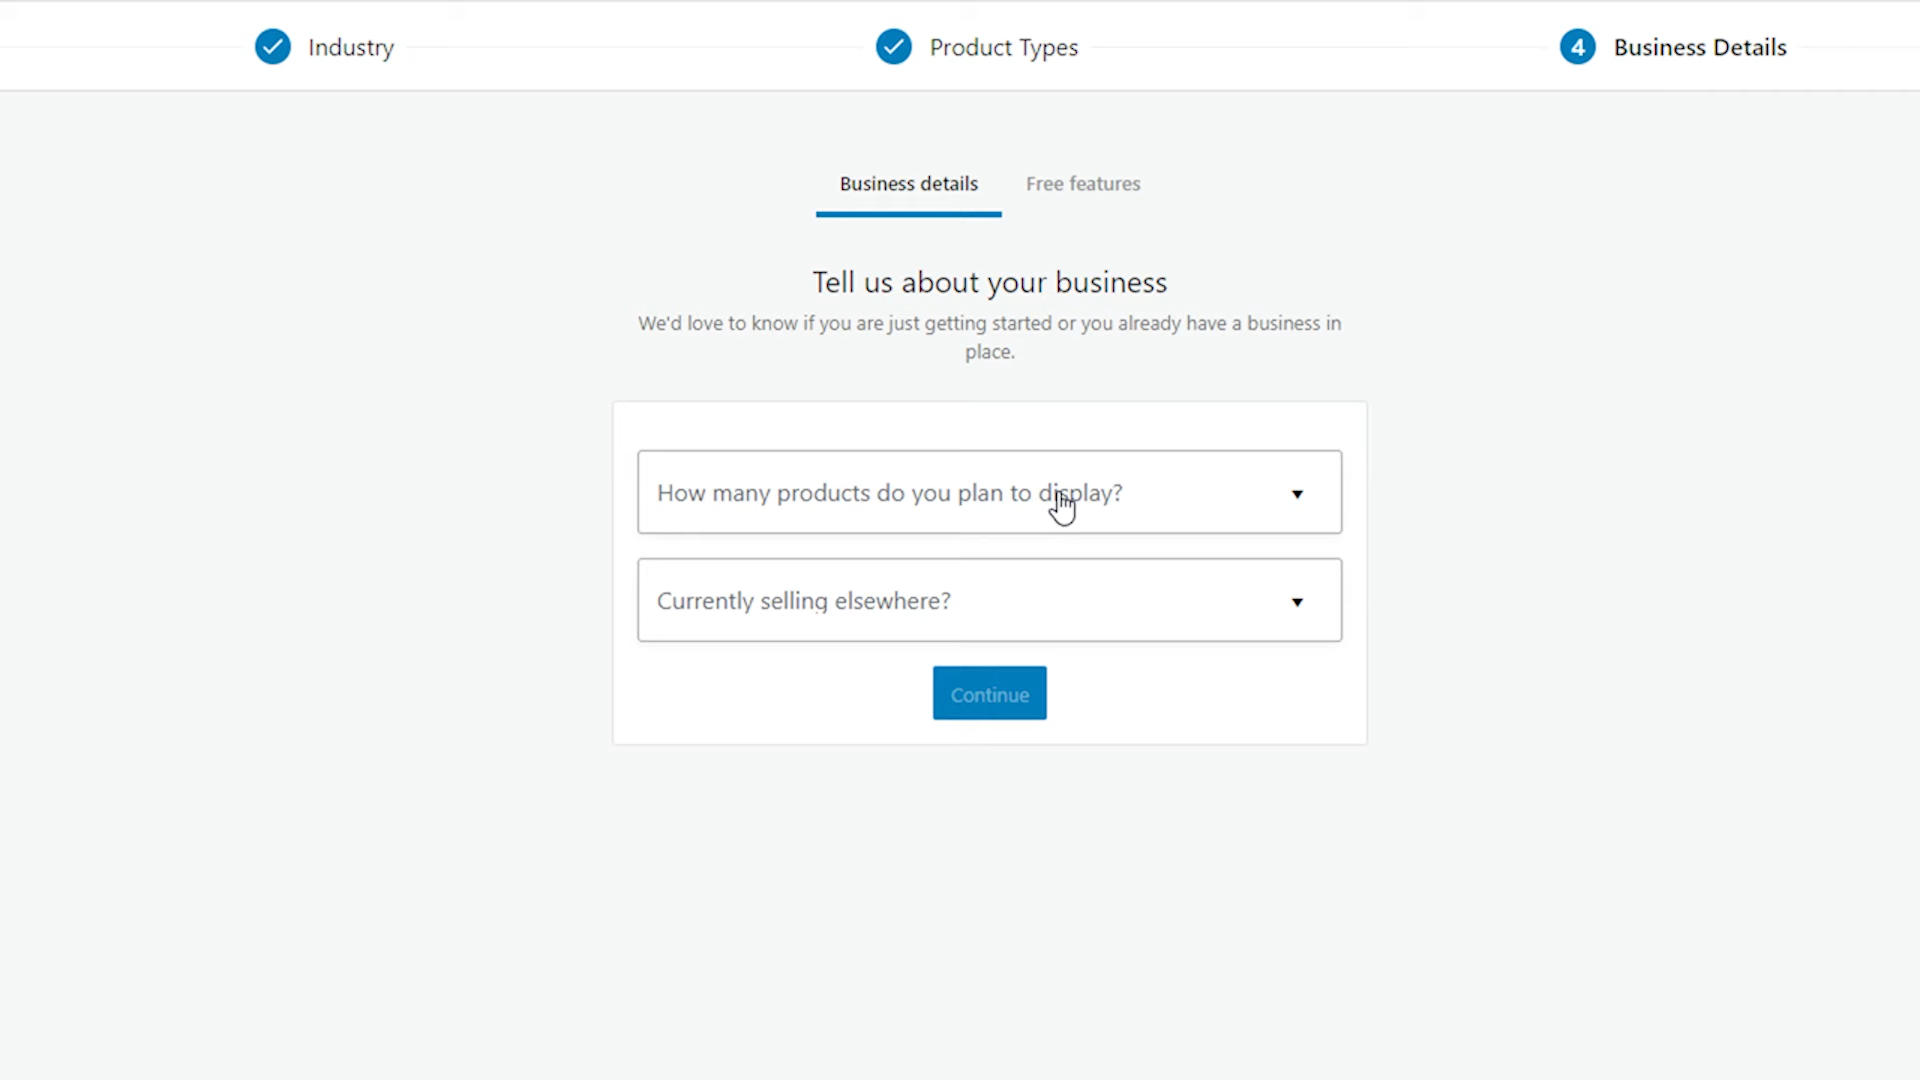 Industry
Product Types
4 Business Details
Business details
Free features
Tell us about your business
We'd love to know if you are just getting started or you already have a business in
place.
How many products do you plan to display?
Currently selling elsewhere?
Continue